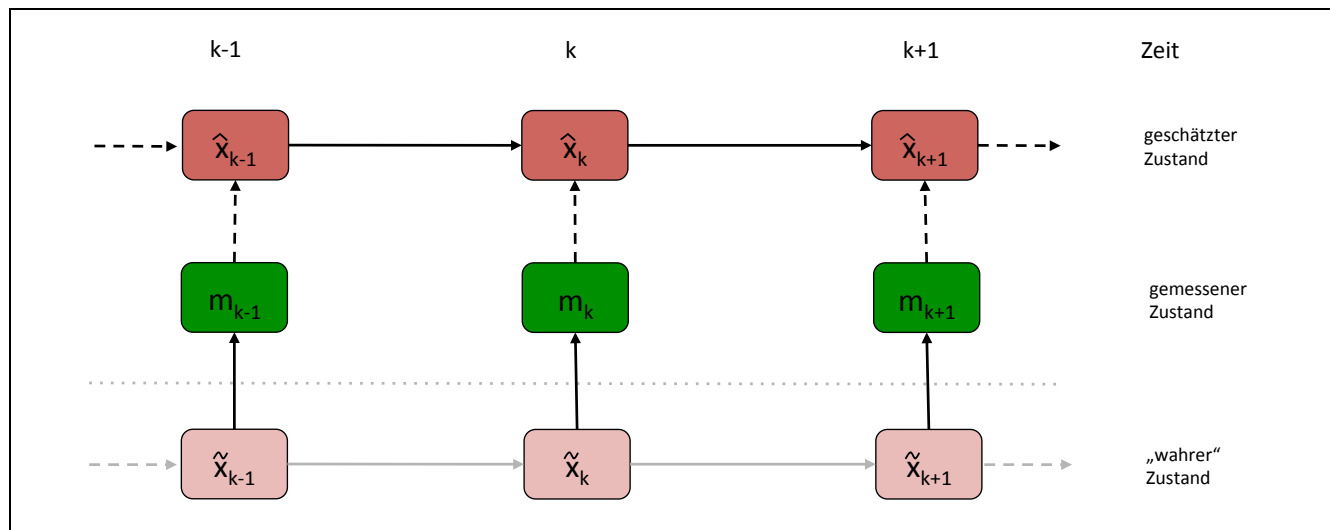 k-1 k k+1 Zeit
x̂k-1 x̂k x̂k+1 geschätzter
Zustand
mk-1 mk mk+1 gemessener
Zustand
x̃k-1 x̃k x̃k+1 „wahrer“
Zustand